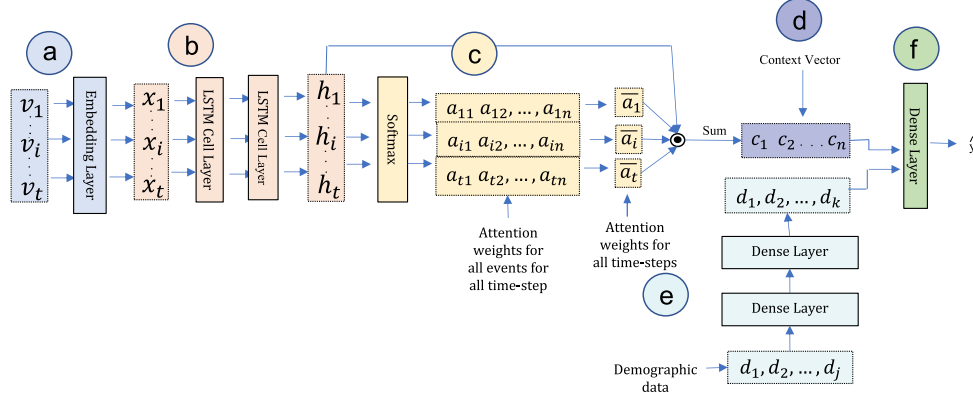 a
b
c
d
e
f
v1
vi
vt
Embedding Layer
x1
xi
xt
LSTM Cell Layer
LSTM Cell Layer
h1
hi
ht
Softmax
a11 a12, ... , a1n
ai1 ai2, ... , ain
at1 at2, ... , atn
a̅1
a̅i
a̅t
Attention
weights for
all events for
all time-step
Attention
weights for
all time-steps
Sum
Context Vector
c1 c2 . . . cn
d1, d2, ... , dk
Dense Layer
Dense Layer
d1, d2, ... , dj
Demographic
data
Dense Layer